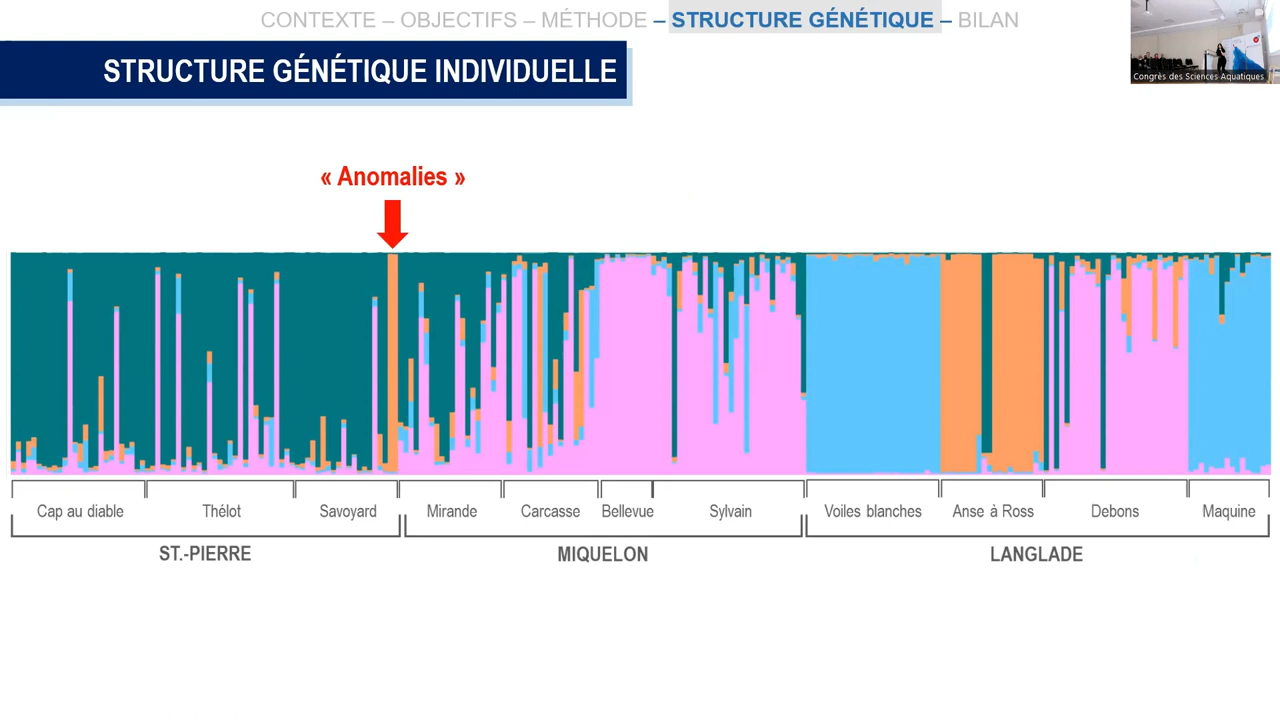 CONTEXTE – OBJECTIFS – MÉTHODE – STRUCTURE GÉNÉTIQUE – BILAN
STRUCTURE GÉNÉTIQUE INDIVIDUELLE
Congrès des Sciences Aquatiques
« Anomalies »
Cap au diable Thélot Savoyard Mirande Carcasse Bellevue Sylvain Voiles blanches Anse à Ross Debons Maquine
ST.-PIERRE MIQUELON LANGLADE